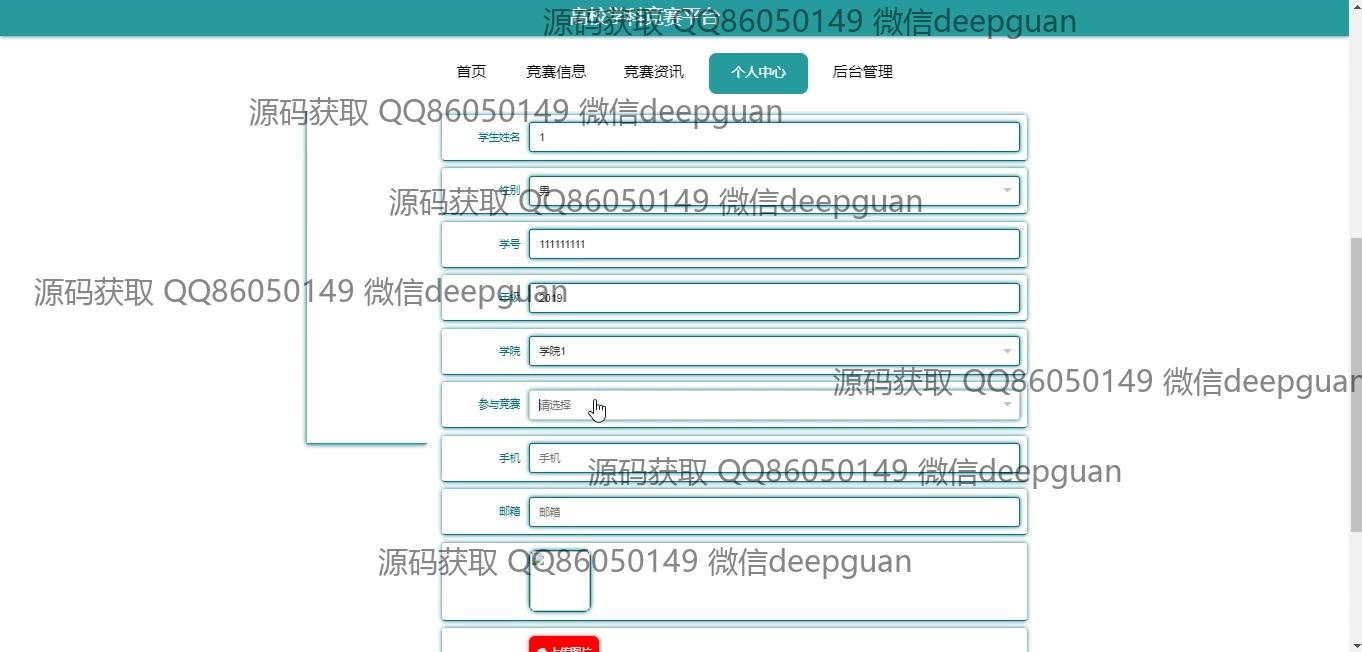 高校学科竞赛平台
源码获取 QQ86050149 微信deepguan
首页 竞赛信息 竞赛资讯 个人中心 后台管理
源码获取 QQ86050149 微信deepguan
学生姓名 1
性别 男
源码获取 QQ86050149 微信deepguan
学号 111111111
源码获取 QQ86050149 微信deepguan
年级 2019
学院 学院1
源码获取 QQ86050149 微信deepguan
参与竞赛 请选择
手机 手机
源码获取 QQ86050149 微信deepguan
邮箱 邮箱
源码获取 QQ86050149 微信deepguan
上传图片